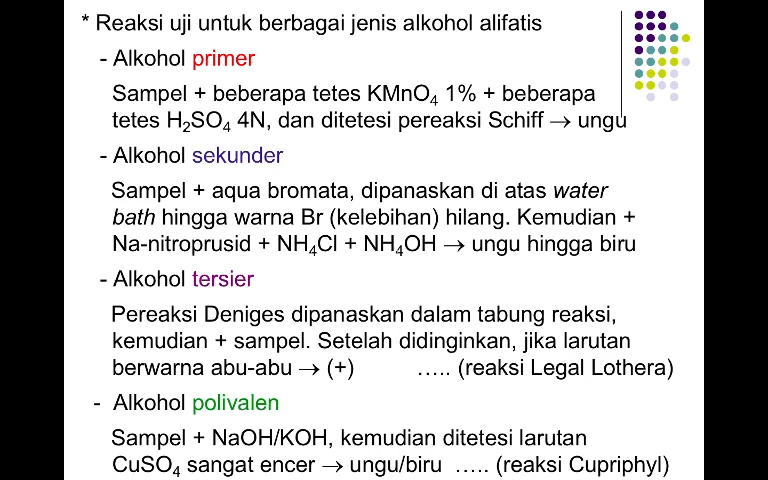 * Reaksi uji untuk berbagai jenis alkohol alifatis
- Alkohol primer
Sampel + beberapa tetes KMnO₄ 1% + beberapa
tetes H₂SO₄ 4N, dan ditetesi pereaksi Schiff → ungu
- Alkohol sekunder
Sampel + aqua bromata, dipanaskan di atas water
bath hingga warna Br (kelebihan) hilang. Kemudian +
Na-nitroprusid + NH₄Cl + NH₄OH → ungu hingga biru
- Alkohol tersier
Pereaksi Deniges dipanaskan dalam tabung reaksi,
kemudian + sampel. Setelah didinginkan, jika larutan
berwarna abu-abu → (+) ….. (reaksi Legal Lothera)
- Alkohol polivalen
Sampel + NaOH/KOH, kemudian ditetesi larutan
CuSO₄ sangat encer → ungu/biru ….. (reaksi Cupriphyl)